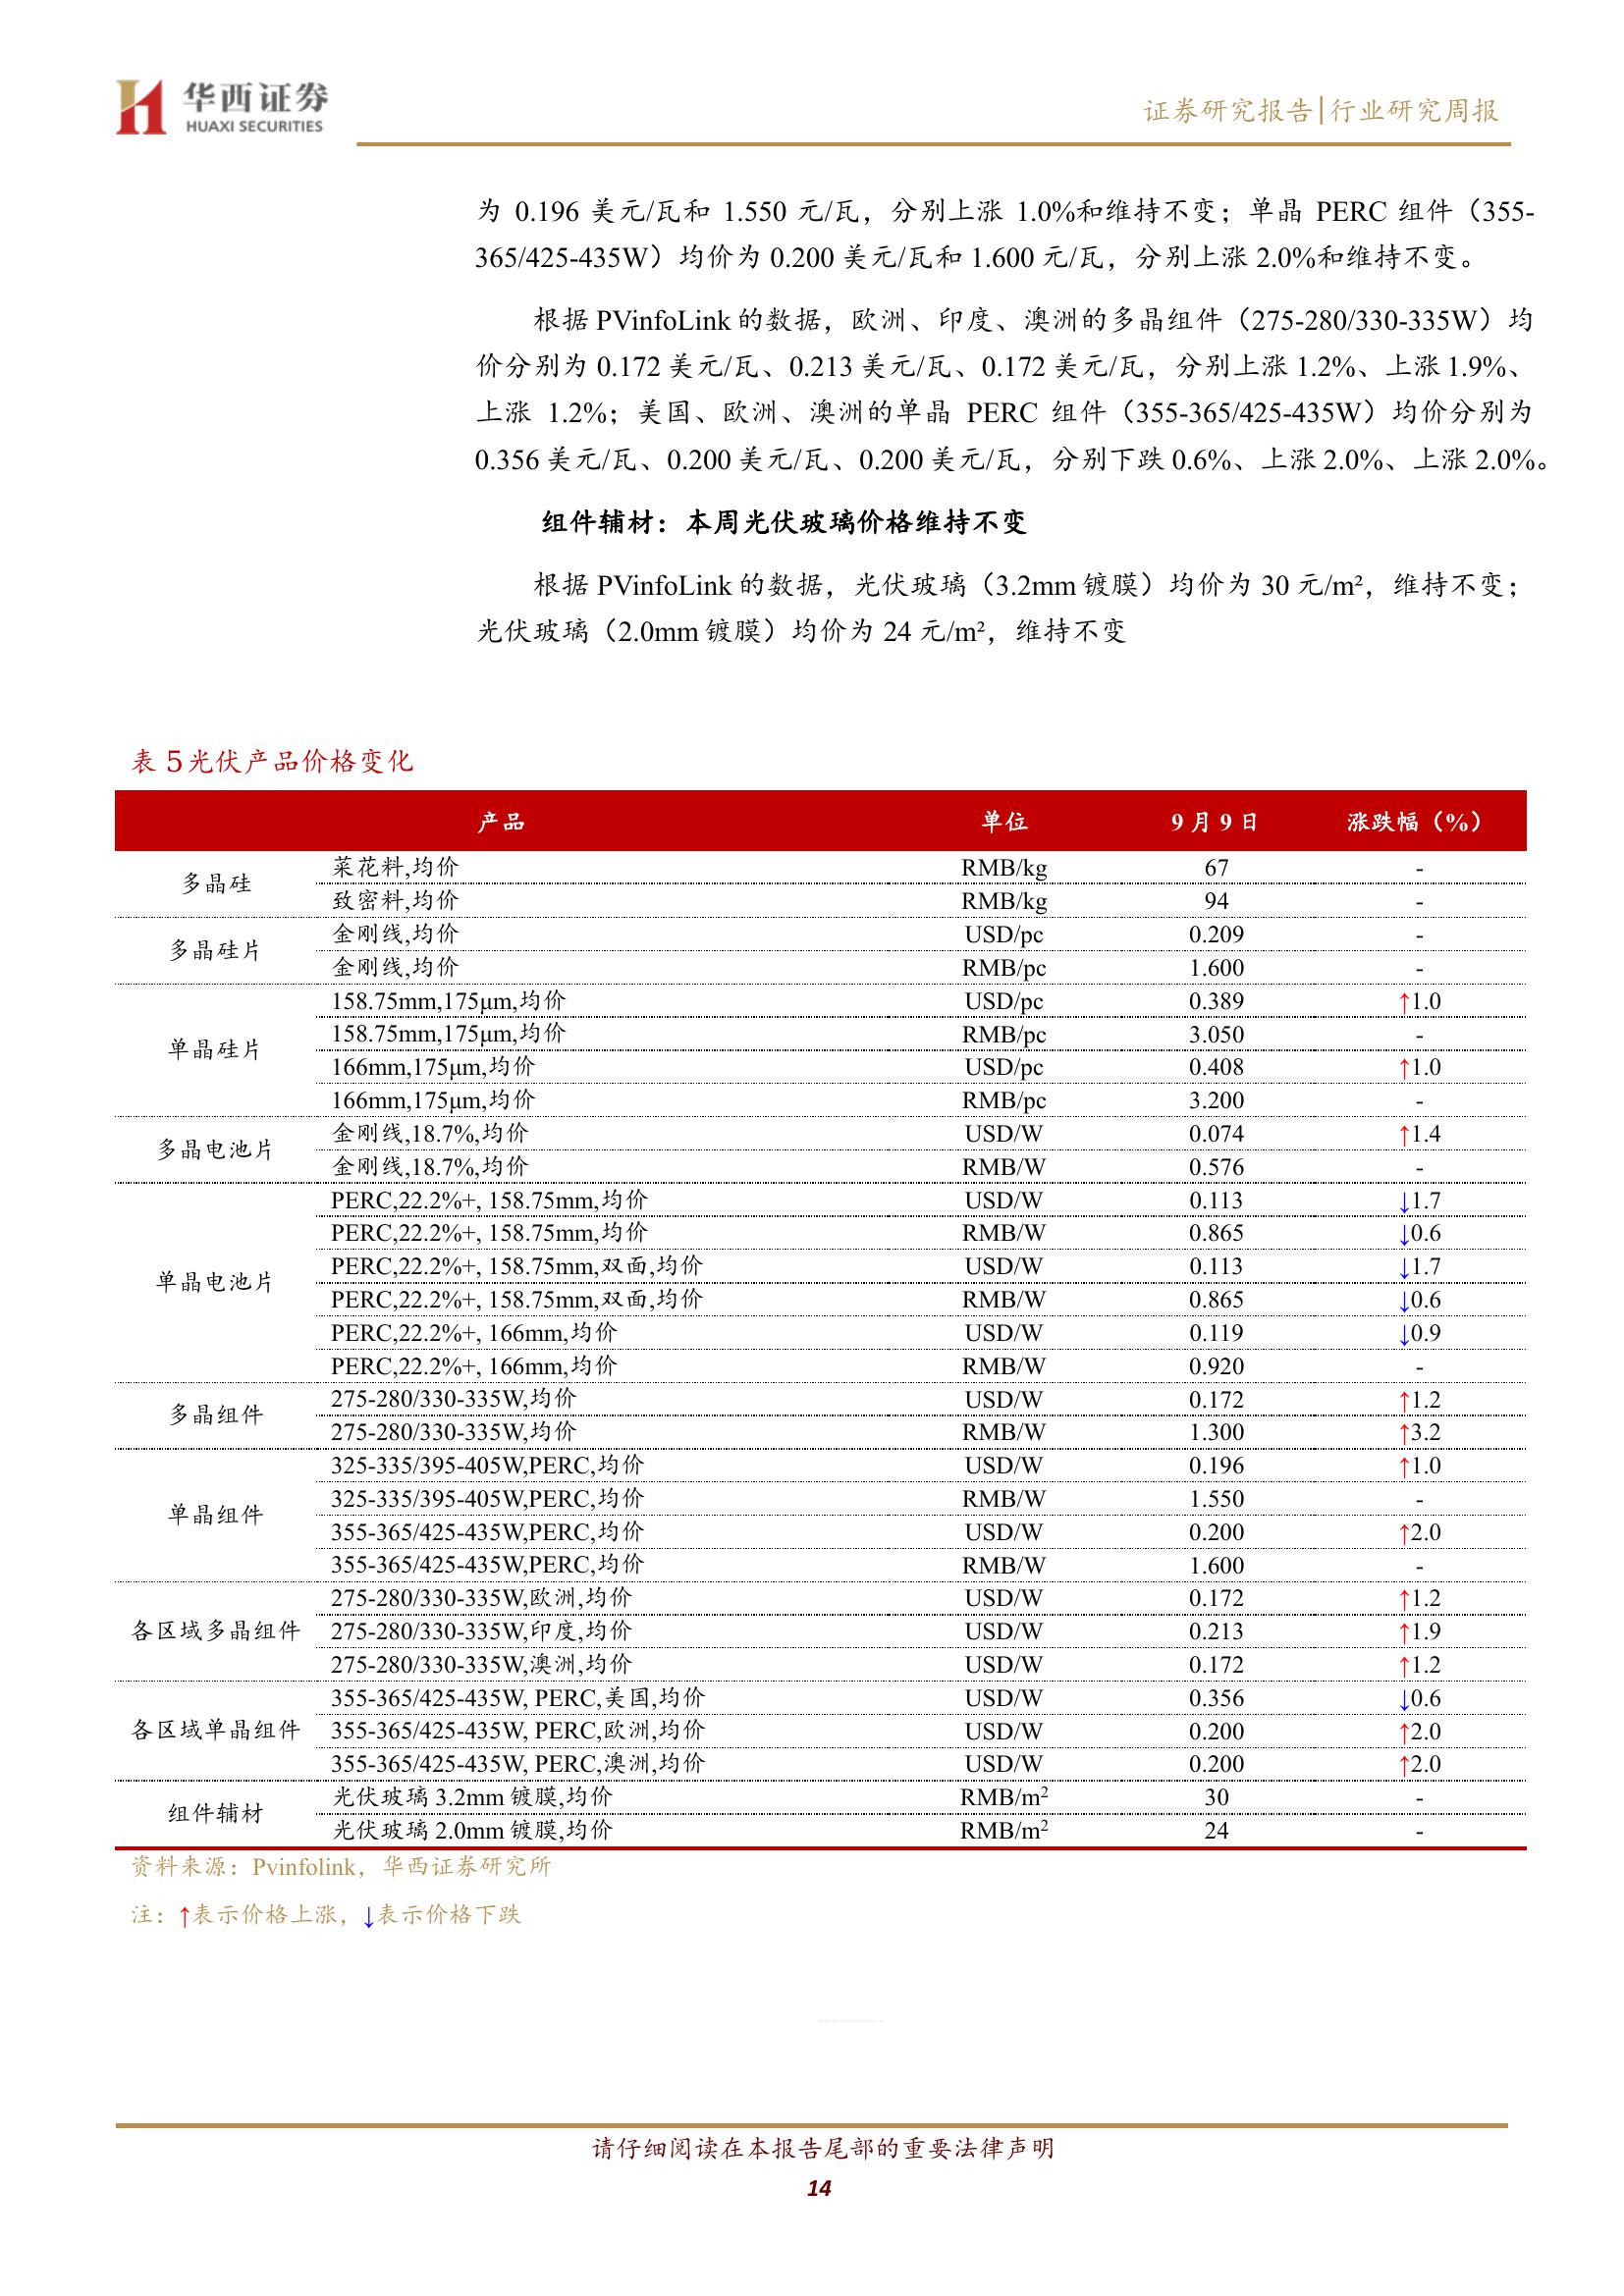 华西证券
HUAXI SECURITIES
证券研究报告|行业研究周报
为 0.196 美元/瓦和 1.550 元/瓦，分别上涨 1.0%和维持不变；单晶 PERC 组件（355-
365/425-435W）均价为 0.200 美元/瓦和 1.600 元/瓦，分别上涨 2.0%和维持不变。
根据 PVinfoLink 的数据，欧洲、印度、澳洲的多晶组件（275-280/330-335W）均
价分别为 0.172 美元/瓦、0.213 美元/瓦、0.172 美元/瓦，分别上涨 1.2%、上涨 1.9%、
上涨 1.2%；美国、欧洲、澳洲的单晶 PERC 组件（355-365/425-435W）均价分别为
0.356 美元/瓦、0.200 美元/瓦、0.200 美元/瓦，分别下跌 0.6%、上涨 2.0%、上涨 2.0%。
组件辅材：本周光伏玻璃价格维持不变
根据 PVinfoLink 的数据，光伏玻璃（3.2mm 镀膜）均价为 30 元/m²，维持不变；
光伏玻璃（2.0mm 镀膜）均价为 24 元/m²，维持不变
表 5光伏产品价格变化
产品 单位 9 月 9 日 涨跌幅（%）
多晶硅 菜花料,均价 RMB/kg 67 -
致密料,均价 RMB/kg 94 -
多晶硅片 金刚线,均价 USD/pc 0.209 -
金刚线,均价 RMB/pc 1.600 -
单晶硅片 158.75mm,175μm,均价 USD/pc 0.389 ↑1.0
158.75mm,175μm,均价 RMB/pc 3.050 -
166mm,175μm,均价 USD/pc 0.408 ↑1.0
166mm,175μm,均价 RMB/pc 3.200 -
多晶电池片 金刚线,18.7%,均价 USD/W 0.074 ↑1.4
金刚线,18.7%,均价 RMB/W 0.576 -
单晶电池片 PERC,22.2%+, 158.75mm,均价 USD/W 0.113 ↓1.7
PERC,22.2%+, 158.75mm,均价 RMB/W 0.865 ↓0.6
PERC,22.2%+, 158.75mm,双面,均价 USD/W 0.113 ↓1.7
PERC,22.2%+, 158.75mm,双面,均价 RMB/W 0.865 ↓0.6
PERC,22.2%+, 166mm,均价 USD/W 0.119 ↓0.9
PERC,22.2%+, 166mm,均价 RMB/W 0.920 -
多晶组件 275-280/330-335W,均价 USD/W 0.172 ↑1.2
275-280/330-335W,均价 RMB/W 1.300 ↑3.2
单晶组件 325-335/395-405W,PERC,均价 USD/W 0.196 ↑1.0
325-335/395-405W,PERC,均价 RMB/W 1.550 -
355-365/425-435W,PERC,均价 USD/W 0.200 ↑2.0
355-365/425-435W,PERC,均价 RMB/W 1.600 -
各区域多晶组件 275-280/330-335W,欧洲,均价 USD/W 0.172 ↑1.2
275-280/330-335W,印度,均价 USD/W 0.213 ↑1.9
275-280/330-335W,澳洲,均价 USD/W 0.172 ↑1.2
各区域单晶组件 355-365/425-435W, PERC,美国,均价 USD/W 0.356 ↓0.6
355-365/425-435W, PERC,欧洲,均价 USD/W 0.200 ↑2.0
355-365/425-435W, PERC,澳洲,均价 USD/W 0.200 ↑2.0
组件辅材 光伏玻璃 3.2mm 镀膜,均价 RMB/m² 30 -
光伏玻璃 2.0mm 镀膜,均价 RMB/m² 24 -
资料来源：Pvinfolink，华西证券研究所
注：↑表示价格上涨，↓表示价格下跌
请仔细阅读在本报告尾部的重要法律声明
14